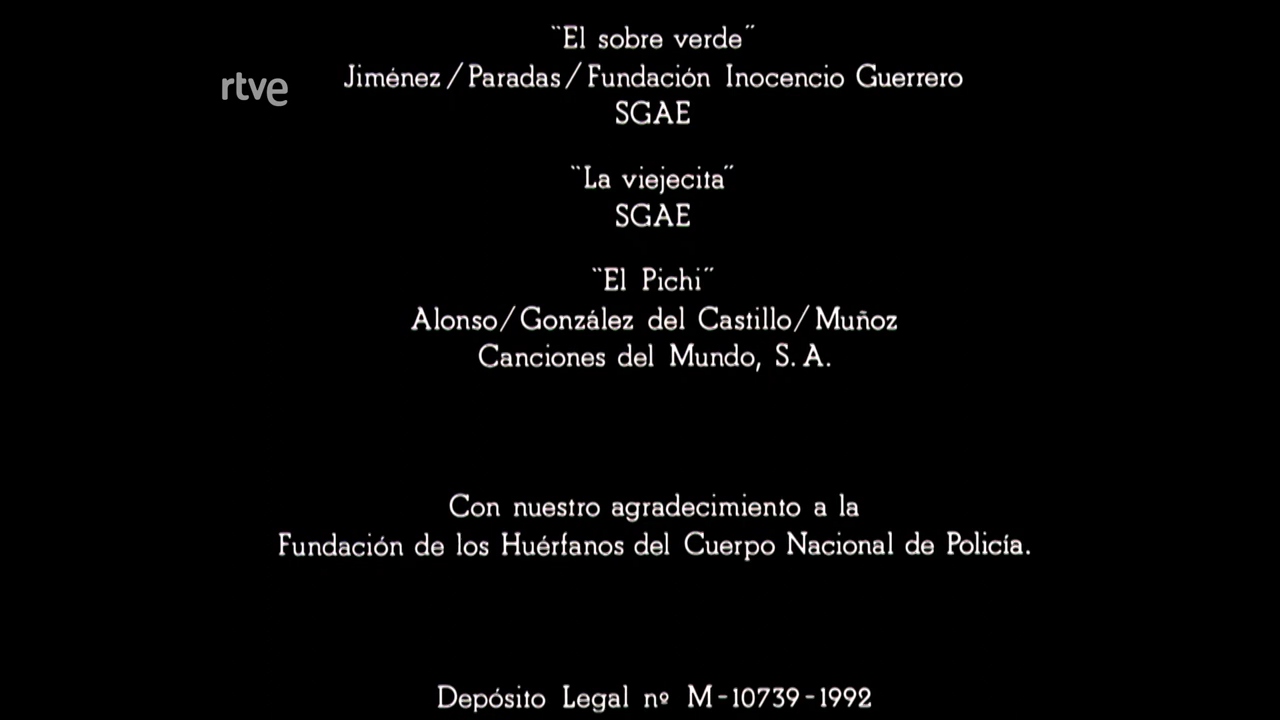 ¨El sobre verde¨
rtve
Jiménez/Paradas/Fundación Inocencio Guerrero
SGAE
¨La viejecita¨
SGAE
¨El Pichi¨
Alonso/González del Castillo/Muñoz
Canciones del Mundo, S. A.
Con nuestro agradecimiento a la
Fundación de los Huérfanos del Cuerpo Nacional de Policía.
Depósito Legal nº M-10739-1992